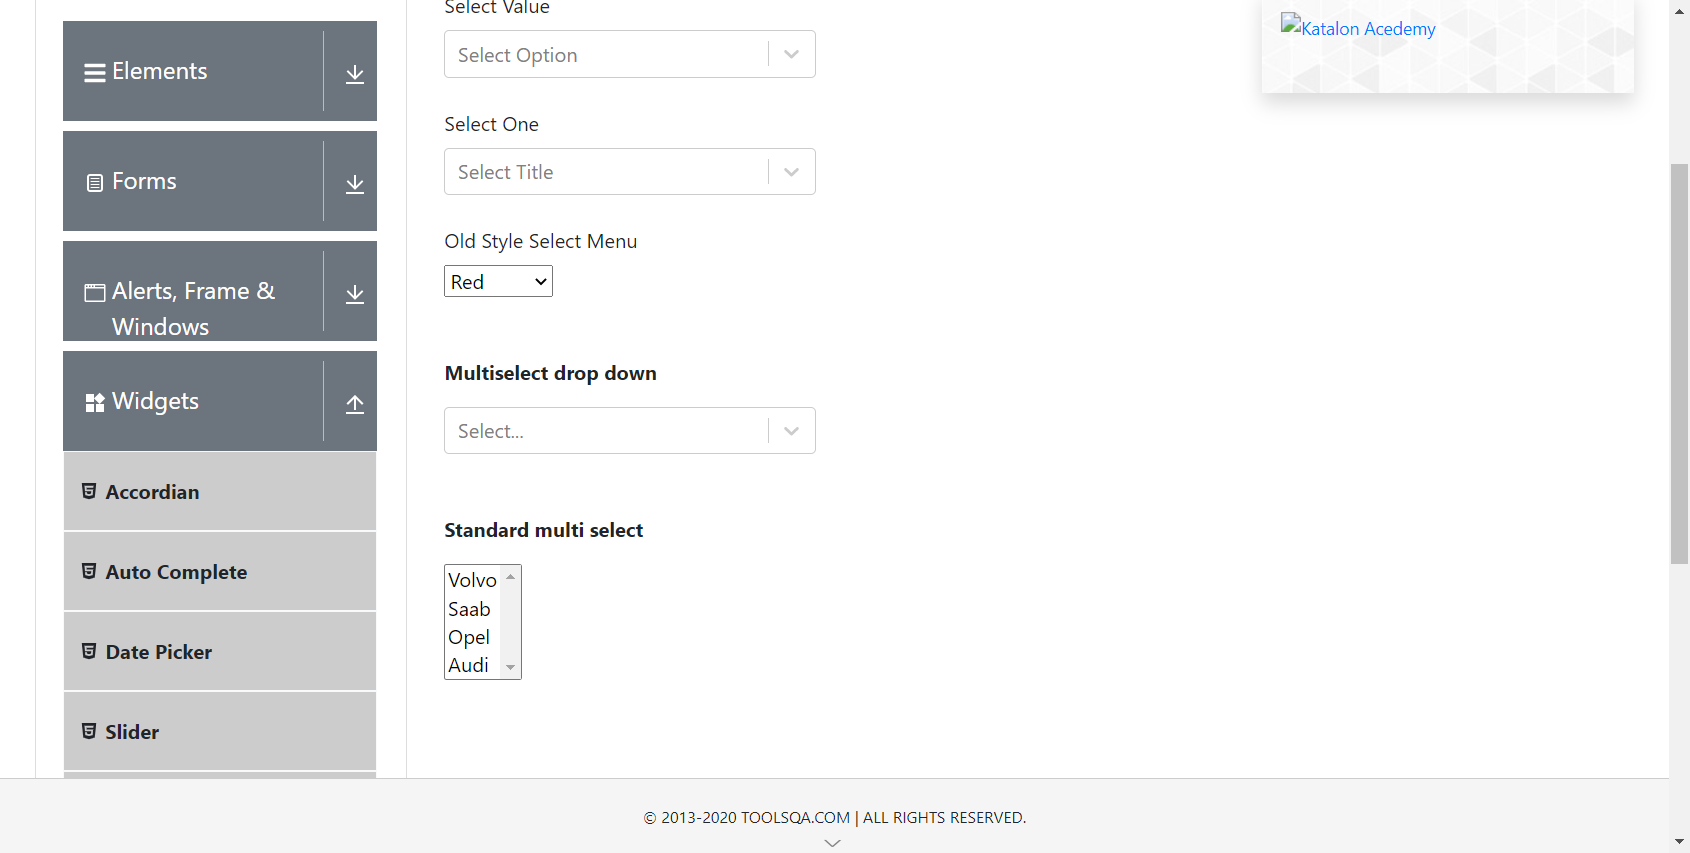 Elements
Forms
Alerts, Frame &
Windows
Widgets
Accordian
Auto Complete
Date Picker
Slider
Select Value
Select Option
Select One
Select Title
Old Style Select Menu
Red
Multiselect drop down
Select...
Standard multi select
Volvo
Saab
Opel
Audi
Katalon Acedemy
© 2013-2020 TOOLSQA.COM | ALL RIGHTS RESERVED.